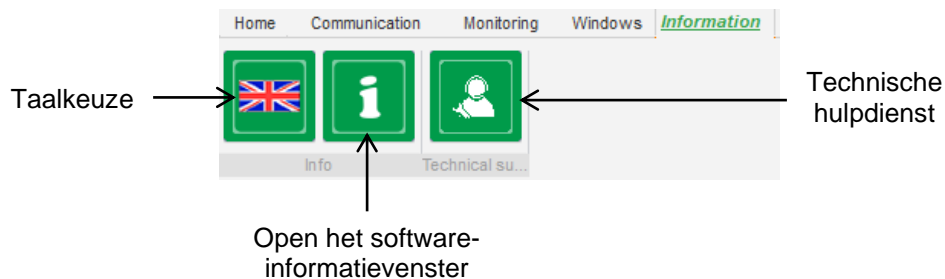 Home Communication Monitoring Windows Information
Taalkeuze
Technische
hulpdienst
Info Technical su...
Open het software-
informatievenster